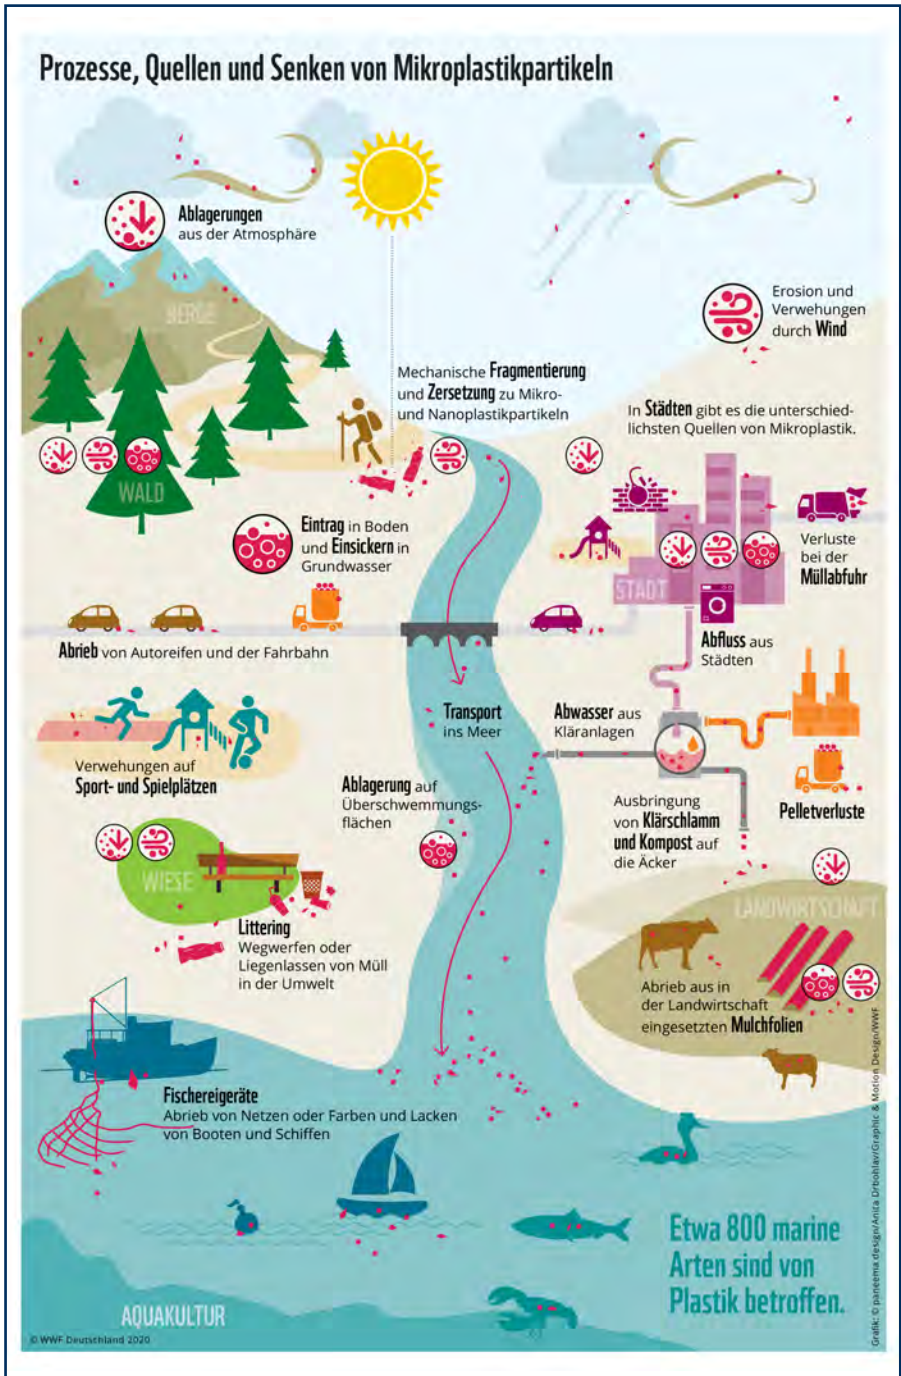 Prozesse, Quellen und Senken von Mikroplastikpartikeln
Ablagerungen
aus der Atmosphäre
BERGE
Erosion und
Verwehungen
durch Wind
Mechanische Fragmentierung
und Zersetzung zu Mikro-
und Nanoplastikpartikeln
In Städten gibt es die unterschied-
lichsten Quellen von Mikroplastik.
WALD
Eintrag in Boden
und Einsickern in
Grundwasser
Verluste
bei der
Müllabfuhr
STADT
Abrieb von Autoreifen und der Fahrbahn
Abfluss aus
Städten
Transport
ins Meer
Abwasser aus
Kläranlagen
Verwehungen auf
Sport- und Spielplätzen
Ablagerung auf
Überschwemmungs-
flächen
Ausbringung
von Klärschlamm
und Kompost auf
die Äcker
Pelletverluste
WIESE
LANDWIRTSCHAFT
Littering
Wegwerfen oder
Liegenlassen von Müll
in der Umwelt
Abrieb aus in
der Landwirtschaft
eingesetzten Mulchfolien
Fischereigeräte
Abrieb von Netzen oder Farben und Lacken
von Booten und Schiffen
Etwa 800 marine
Arten sind von
Plastik betroffen.
AQUAKULTUR
© WWF Deutschland 2020
Grafik: © paneema design/Anita Drbohlav/Graphic & Motion Design/WWF